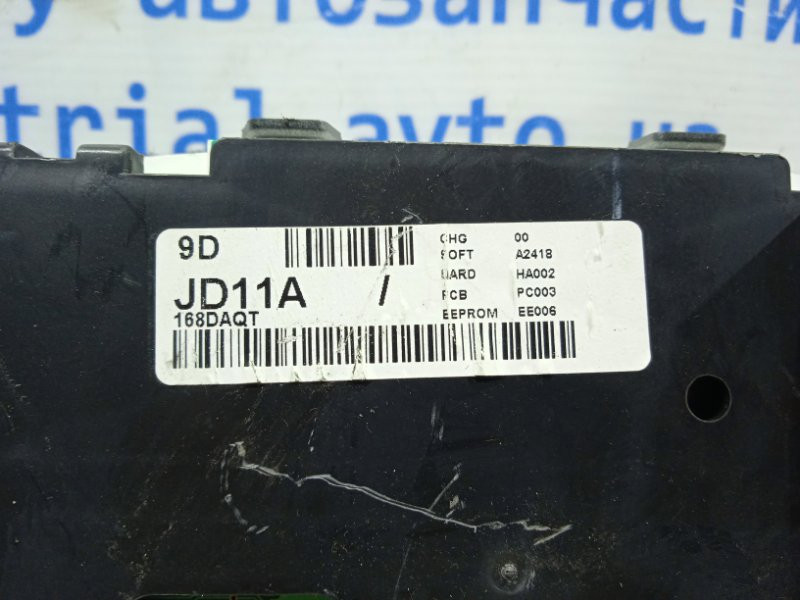 у автозапчасти
trial avto
9D
JD11A /
168DAQT
CHG 00
SOFT A2418
HARD HA002
PCB PC003
EEPROM EE006